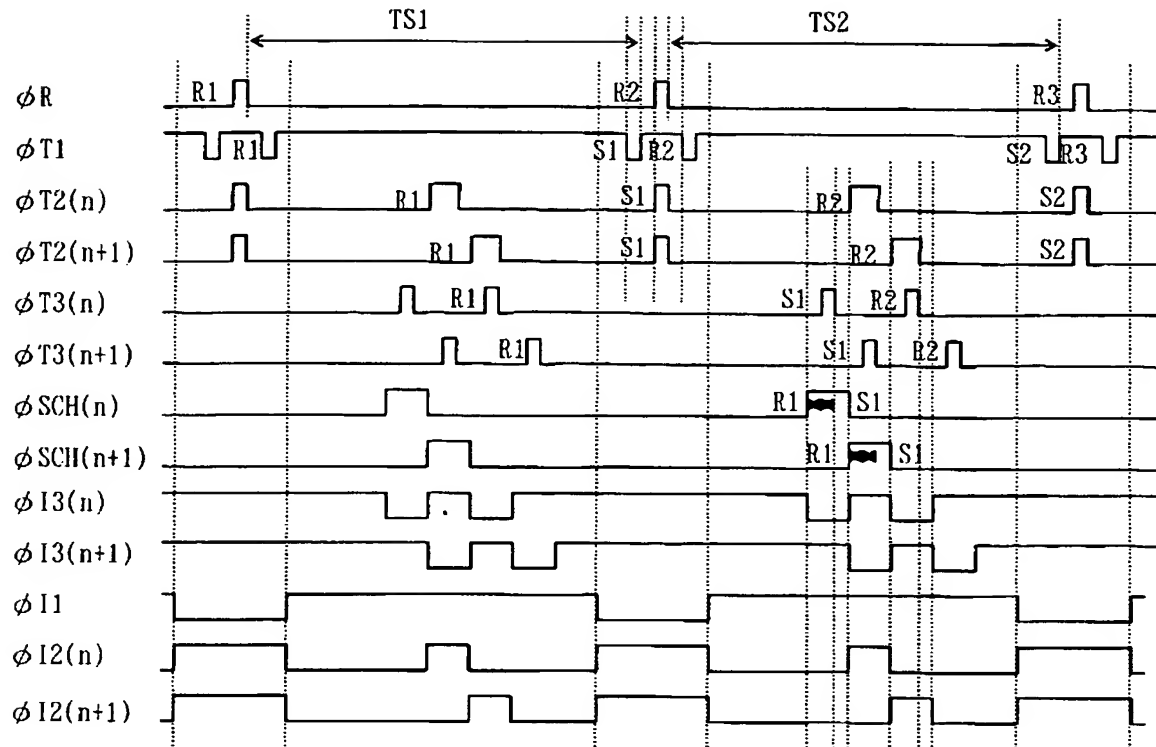 TS1 TS2
φR R1 R2 R3
φT1 R1 S1 R2 S2 R3
φT2(n) R1 S1 R2 S2
φT2(n+1) R1 S1 R2 S2
φT3(n) R1 S1 R2
φT3(n+1) R1 S1 R2
φSCH(n) R1 S1
φSCH(n+1) R1 S1
φI3(n)
φI3(n+1)
φI1
φI2(n)
φI2(n+1)